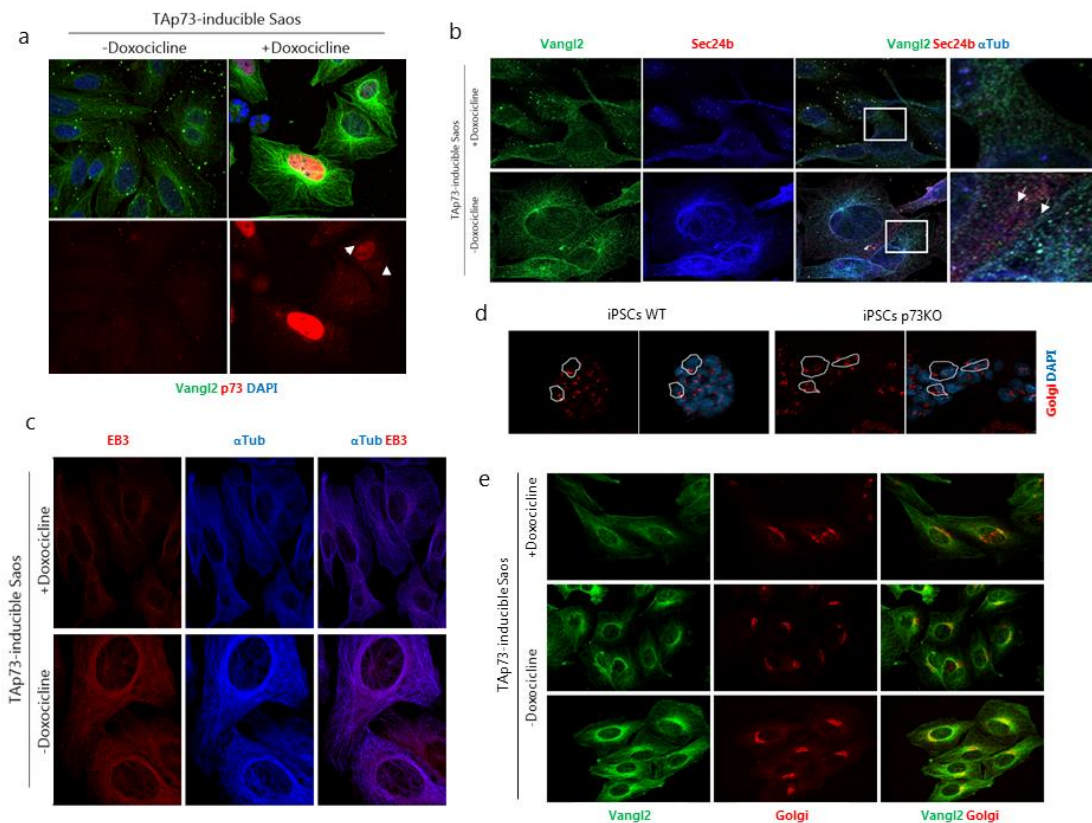 a
TAp73-inducible Saos
-Doxocicline
+Doxocicline
Vangl2 p73 DAPI
b
Vangl2
Sec24b
Vangl2 Sec24b αTub
TAp73-inducible Saos
+Doxocicline
-Doxocicline
d
iPSCs WT
iPSCs p73KO
Golgi DAPI
c
EB3
αTub
αTub EB3
TAp73-inducible Saos
+Doxocicline
-Doxocicline
e
TAp73-inducible Saos
+Doxocicline
-Doxocicline
Vangl2
Golgi
Vangl2 Golgi